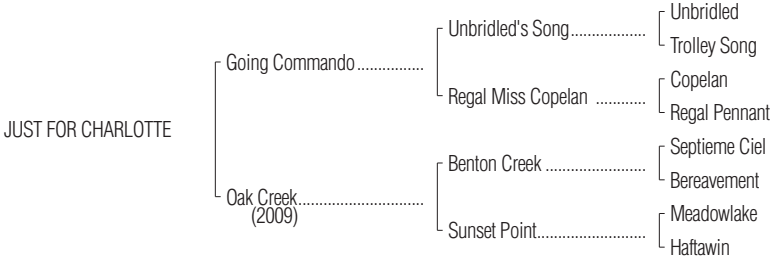 Unbridled
Unbridled's Song..................
Trolley Song
Going Commando................
Copelan
Regal Miss Copelan ............
Regal Pennant
JUST FOR CHARLOTTE
Septieme Ciel
Benton Creek ........................
Bereavement
Oak Creek..............................
(2009)
Meadowlake
Sunset Point..........................
Haftawin